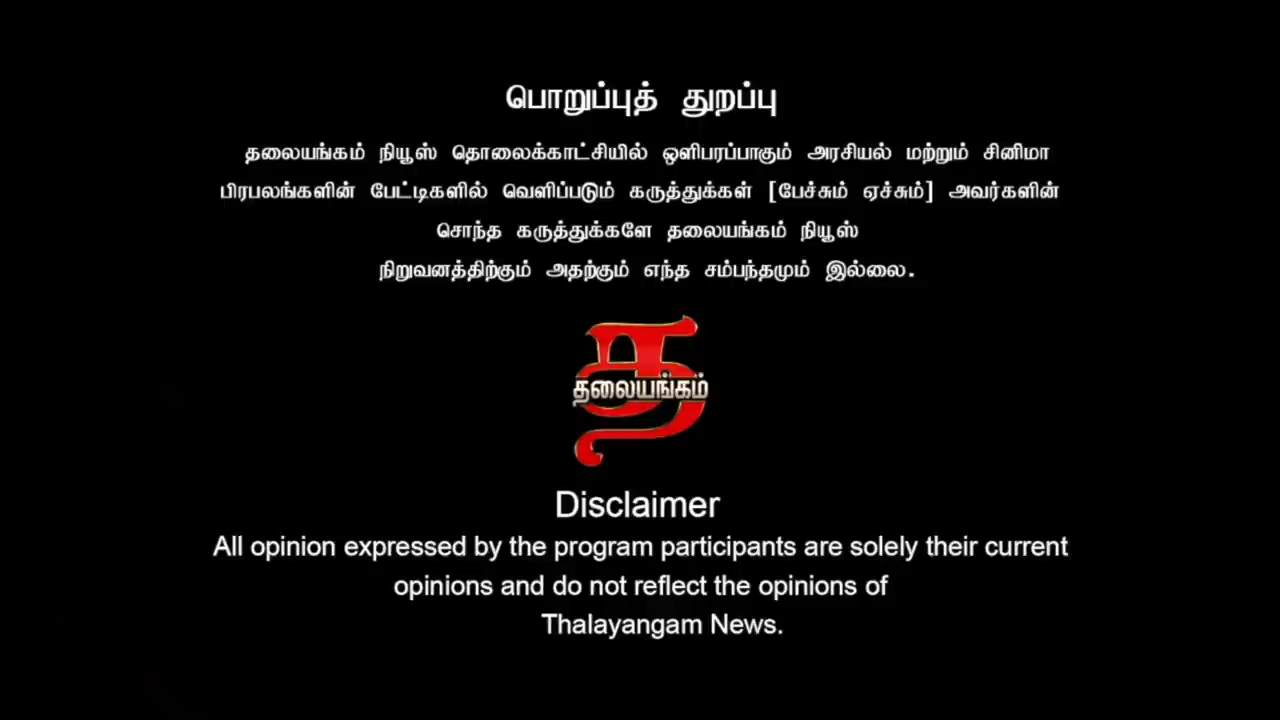 பொறுப்புத் துறப்பு
தலையங்கம் நியூஸ் தொலைக்காட்சியில் ஒளிபரப்பாகும் அரசியல் மற்றும் சினிமா
பிரபலங்களின் பேட்டிகளில் வெளிப்படும் கருத்துக்கள் [பேச்சும் ஏச்சும்] அவர்களின்
சொந்த கருத்துக்களே தலையங்கம் நியூஸ்
நிறுவனத்திற்கும் அதற்கும் எந்த சம்பந்தமும் இல்லை.
த
தலையங்கம்
Disclaimer
All opinion expressed by the program participants are solely their current
opinions and do not reflect the opinions of
Thalayangam News.